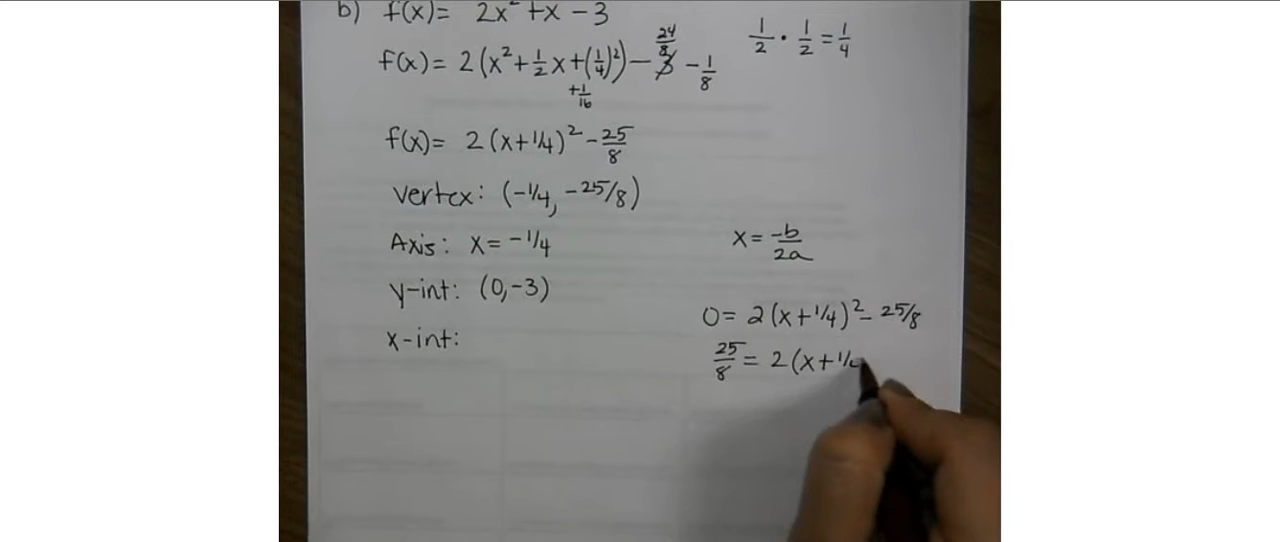 b) f(x)= 2x² +x -3
1/2 · 1/2 = 1/4
24/8
f(x)= 2(x²+1/2x+(1/4)²) - 3 - 1/8
+1/16
f(x)= 2(x+1/4)² - 25/8
vertex: (-1/4, -25/8)
Axis: x= -1/4
x= -b/2a
y-int: (0,-3)
0= 2(x+1/4)² - 25/8
x-int:
25/8 = 2(x+1/4